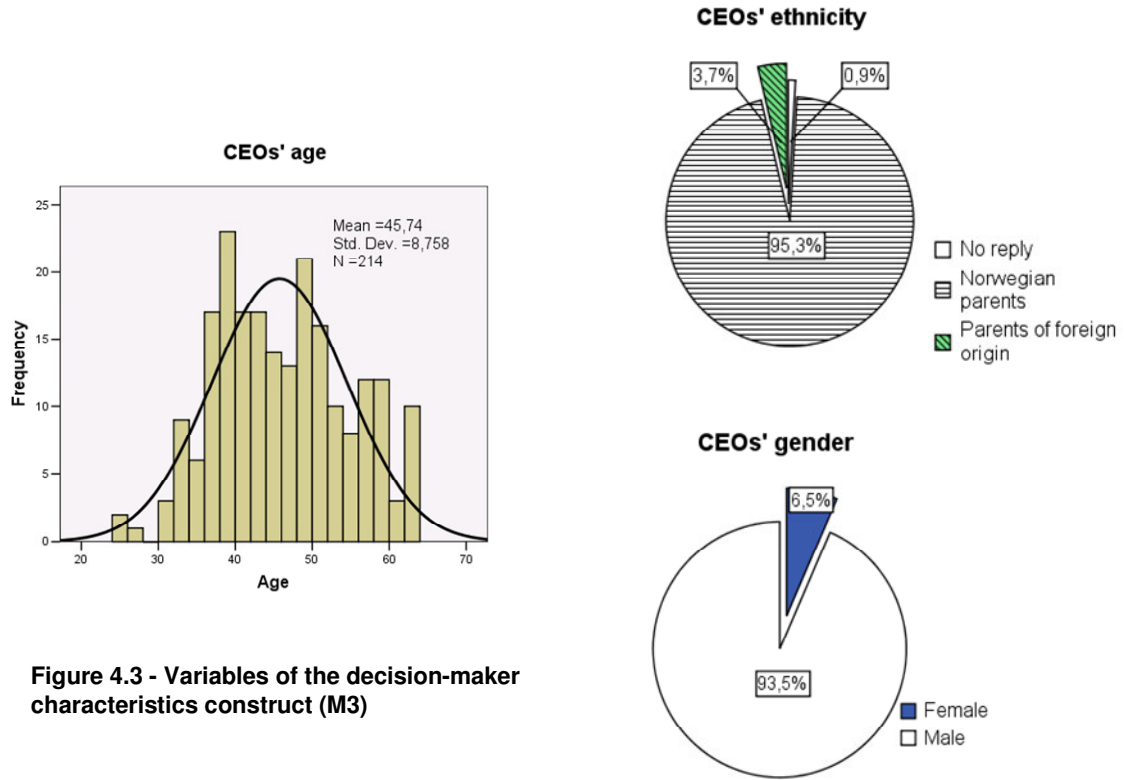 CEOs' ethnicity
3,7%
0,9%
95,3%
No reply
Norwegian
parents
Parents of foreign
origin
CEOs' age
Mean =45,74
Std. Dev. =8,758
N =214
Frequency
25
20
15
10
5
0
20
30
40
50
60
70
Age
CEOs' gender
6,5%
93,5%
Female
Male
Figure 4.3 - Variables of the decision-maker
characteristics construct (M3)